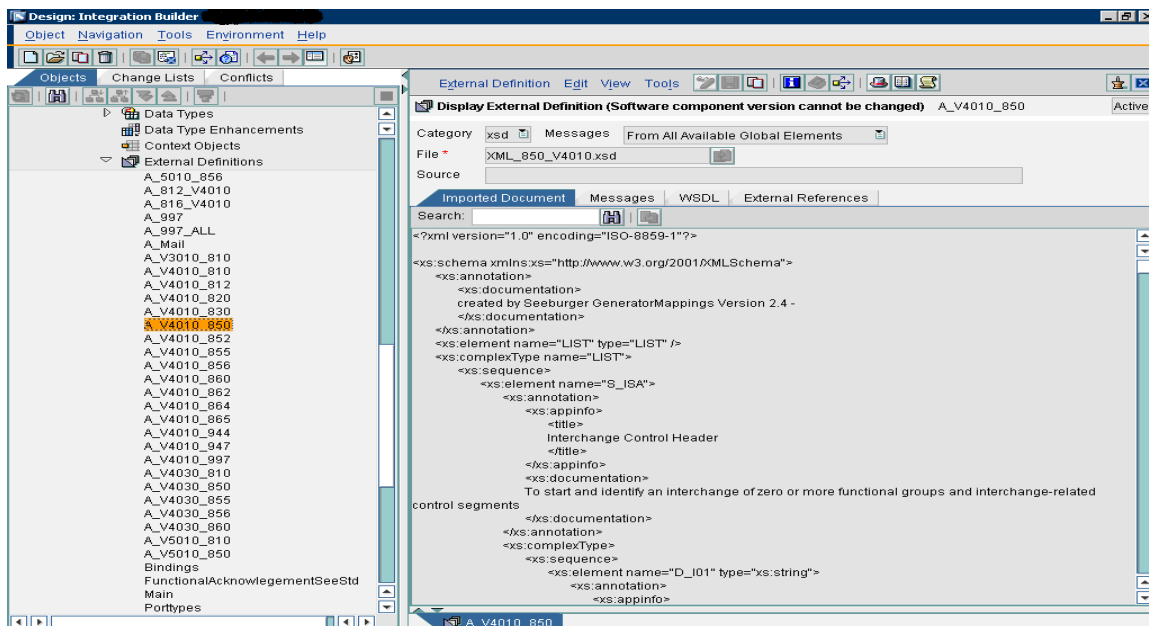 Design: Integration Builder
Object Navigation Tools Environment Help
Objects Change Lists Conflicts
Data Types
Data Type Enhancements
Context Objects
External Definitions
A_5010_856
A_812_V4010
A_816_V4010
A_997
A_997_ALL
A_Mail
A_V3010_810
A_V4010_810
A_V4010_812
A_V4010_820
A_V4010_830
A_V4010_850
A_V4010_852
A_V4010_855
A_V4010_856
A_V4010_860
A_V4010_862
A_V4010_864
A_V4010_865
A_V4010_944
A_V4010_947
A_V4010_997
A_V4030_810
A_V4030_850
A_V4030_855
A_V4030_856
A_V4030_860
A_V5010_810
A_V5010_850
Bindings
FunctionalAcknowlegementSeeStd
Main
Porttypes
External Definition Edit View Tools
Display External Definition (Software component version cannot be changed) A_V4010_850 Active
Category xsd Messages From All Available Global Elements
File * XML_850_V4010.xsd
Source
Imported Document Messages WSDL External References
Search:
<?xml version="1.0" encoding="ISO-8859-1"?>
<xs:schema xmlns:xs="http://www.w3.org/2001/XMLSchema">
<xs:annotation>
<xs:documentation>
created by Seeburger GeneratorMappings Version 2.4 -
</xs:documentation>
</xs:annotation>
<xs:element name="LIST" type="LIST" />
<xs:complexType name="LIST">
<xs:sequence>
<xs:element name="S_ISA">
<xs:annotation>
<xs:appinfo>
<title>
Interchange Control Header
</title>
</xs:appinfo>
<xs:documentation>
To start and identify an interchange of zero or more functional groups and interchange-related
control segments
</xs:documentation>
</xs:annotation>
<xs:complexType>
<xs:sequence>
<xs:element name="D_I01" type="xs:string">
<xs:annotation>
<xs:appinfo>
A_V4010_850